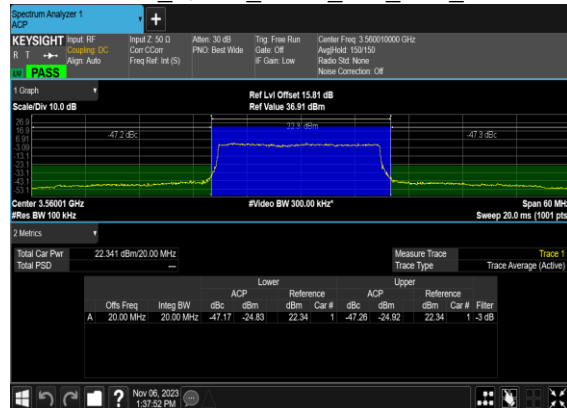 Spectrum Analyzer 1
ACP
+
KEYSIGHT Input: RF Input Z: 50 Ω Atten: 30 dB Trig: Free Run Center Freq: 3.560010000 GHz
R T Coupling: DC Corr CCorr PNO: Best Wide Gate: Off Avg|Hold: 150/150
Align: Auto Freq Ref: Int (S) IF Gain: Low Radio Std: None
LXI PASS Noise Correction: Off
1 Graph Ref Lvl Offset 15.81 dB
Scale/Div 10.0 dB Ref Value 36.91 dBm
26.9
16.9 -47.2 dBc 22.3 dBm -47.3 dBc
6.91
-3.09
-13.1
-23.1
-33.1
-43.1
-53.1
Center 3.56001 GHz #Video BW 300.00 kHz* Span 60 MHz
#Res BW 100 kHz Sweep 20.0 ms (1001 pts)
2 Metrics
Total Car Pwr 22.341 dBm/20.00 MHz Measure Trace Trace 1
Total PSD --- Trace Type Trace Average (Active)
Lower Upper
ACP Reference ACP Reference
Offs Freq Integ BW dBc dBm dBm Car # dBc dBm dBm Car # Filter
A 20.00 MHz 20.00 MHz -47.17 -24.83 22.34 1 -47.26 -24.92 22.34 1 -3 dB
? Nov 06, 2023
1:37:52 PM